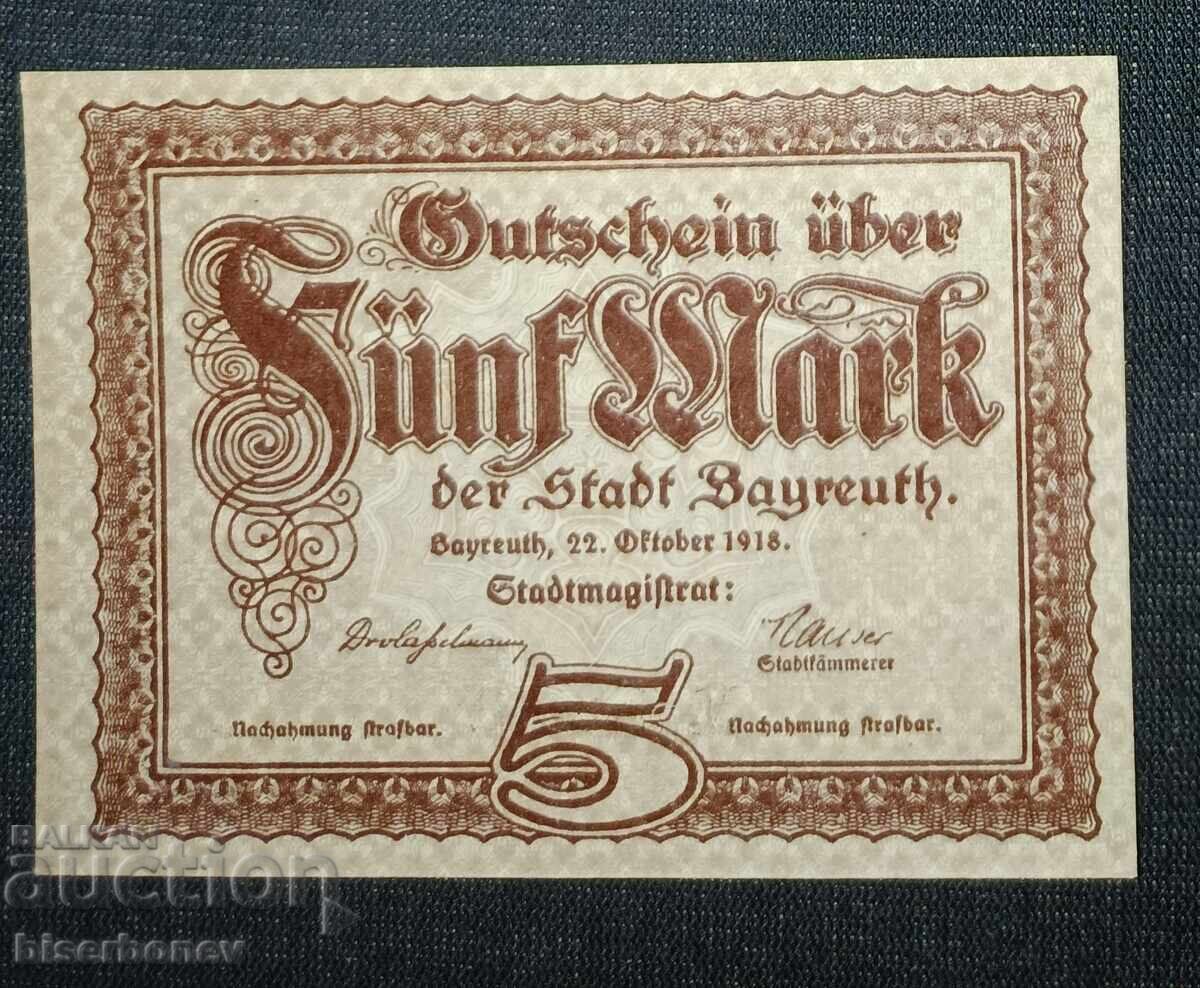 Gutschein über
Fünf Mark
der Stadt Bayreuth.
Bayreuth, 22. Oktober 1918.
Stadtmagistrat:
Stadtkämmerer
Nachahmung strafbar.
5
Nachahmung strafbar.
BALKAN
auction
biserbonev